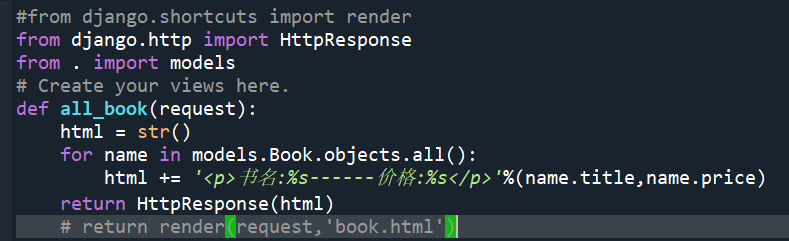 #from django.shortcuts import render
from django.http import HttpResponse
from . import models
# Create your views here.
def all_book(request):
    html = str()
    for name in models.Book.objects.all():
        html += '<p>书名:%s------价格:%s</p>'%(name.title,name.price)
    return HttpResponse(html)
    # return render(request,'book.html')